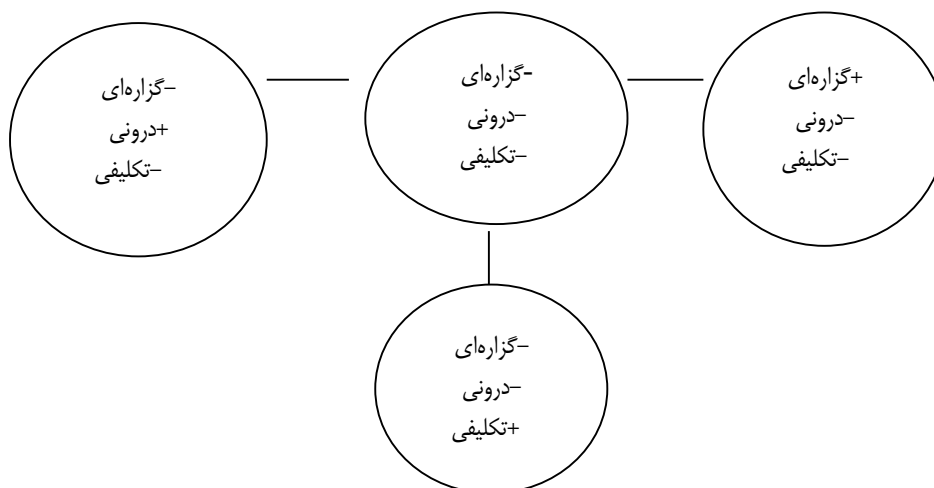 +گزاره‌ای
–درونی
–تکلیفی
-گزاره‌ای
–درونی
–تکلیفی
–گزاره‌ای
+درونی
–تکلیفی
–گزاره‌ای
–درونی
+تکلیفی